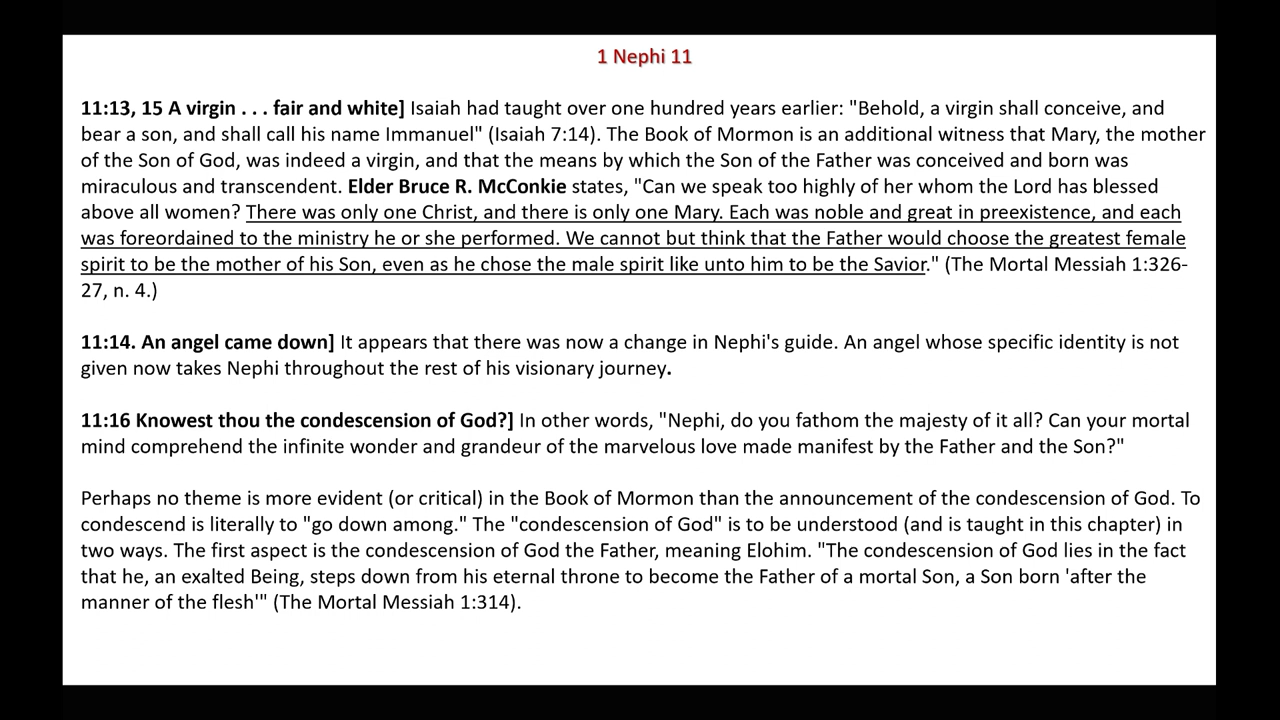 1 Nephi 11
11:13, 15 A virgin . . . fair and white] Isaiah had taught over one hundred years earlier: "Behold, a virgin shall conceive, and
bear a son, and shall call his name Immanuel" (Isaiah 7:14). The Book of Mormon is an additional witness that Mary, the mother
of the Son of God, was indeed a virgin, and that the means by which the Son of the Father was conceived and born was
miraculous and transcendent. Elder Bruce R. McConkie states, "Can we speak too highly of her whom the Lord has blessed
above all women? There was only one Christ, and there is only one Mary. Each was noble and great in preexistence, and each
was foreordained to the ministry he or she performed. We cannot but think that the Father would choose the greatest female
spirit to be the mother of his Son, even as he chose the male spirit like unto him to be the Savior." (The Mortal Messiah 1:326-
27, n. 4.)
11:14. An angel came down] It appears that there was now a change in Nephi's guide. An angel whose specific identity is not
given now takes Nephi throughout the rest of his visionary journey.
11:16 Knowest thou the condescension of God?] In other words, "Nephi, do you fathom the majesty of it all? Can your mortal
mind comprehend the infinite wonder and grandeur of the marvelous love made manifest by the Father and the Son?"
Perhaps no theme is more evident (or critical) in the Book of Mormon than the announcement of the condescension of God. To
condescend is literally to "go down among." The "condescension of God" is to be understood (and is taught in this chapter) in
two ways. The first aspect is the condescension of God the Father, meaning Elohim. "The condescension of God lies in the fact
that he, an exalted Being, steps down from his eternal throne to become the Father of a mortal Son, a Son born 'after the
manner of the flesh'" (The Mortal Messiah 1:314).